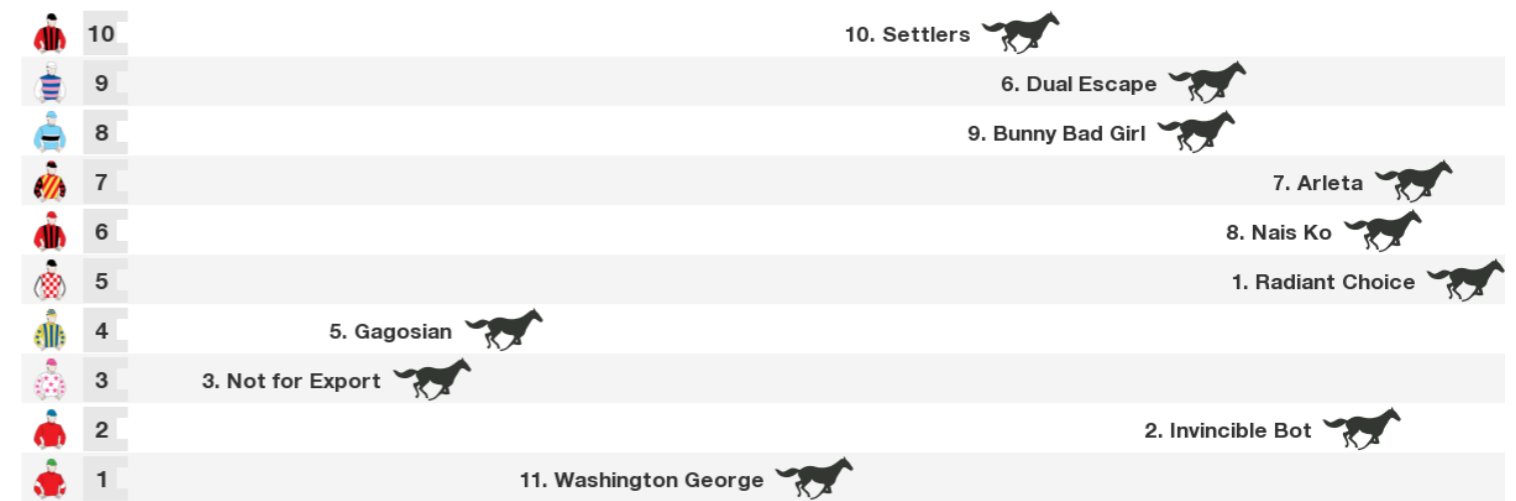 10 10. Settlers
9 6. Dual Escape
8 9. Bunny Bad Girl
7 7. Arleta
6 8. Nais Ko
5 1. Radiant Choice
4 5. Gagosian
3 3. Not for Export
2 2. Invincible Bot
1 11. Washington George